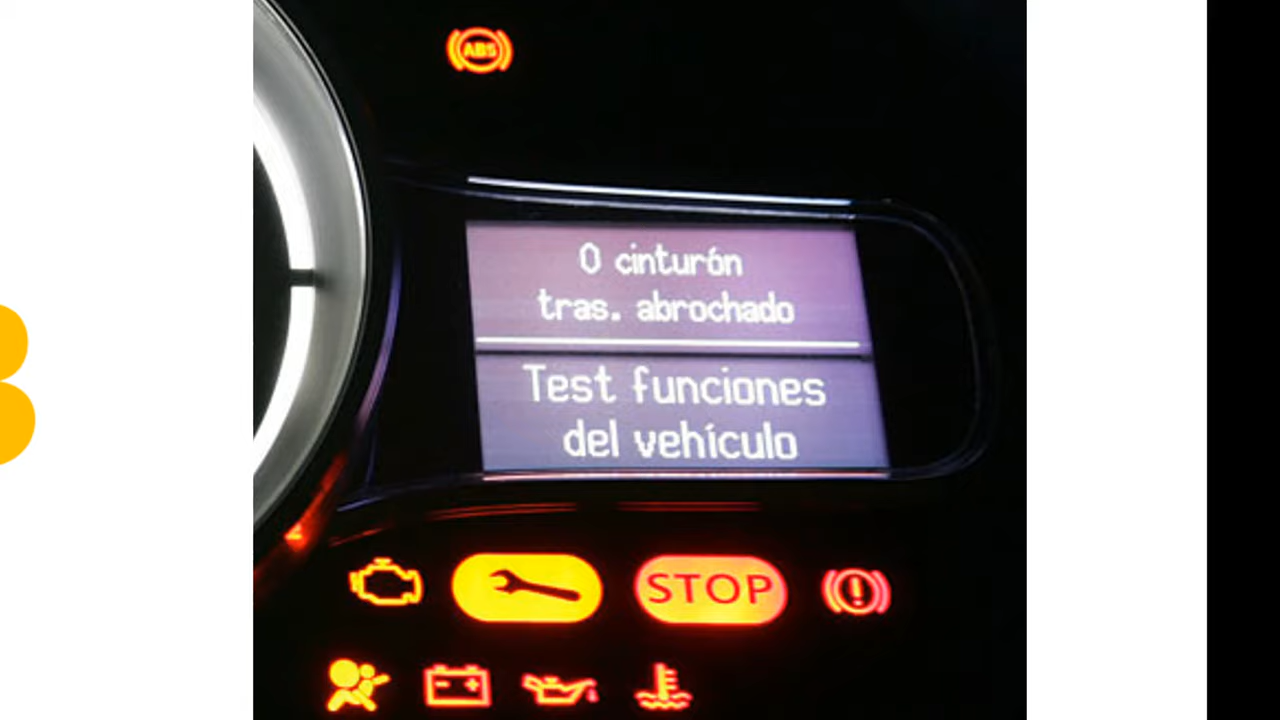 ABS
0 cinturón
tras. abrochado
Test funciones
del vehículo
STOP